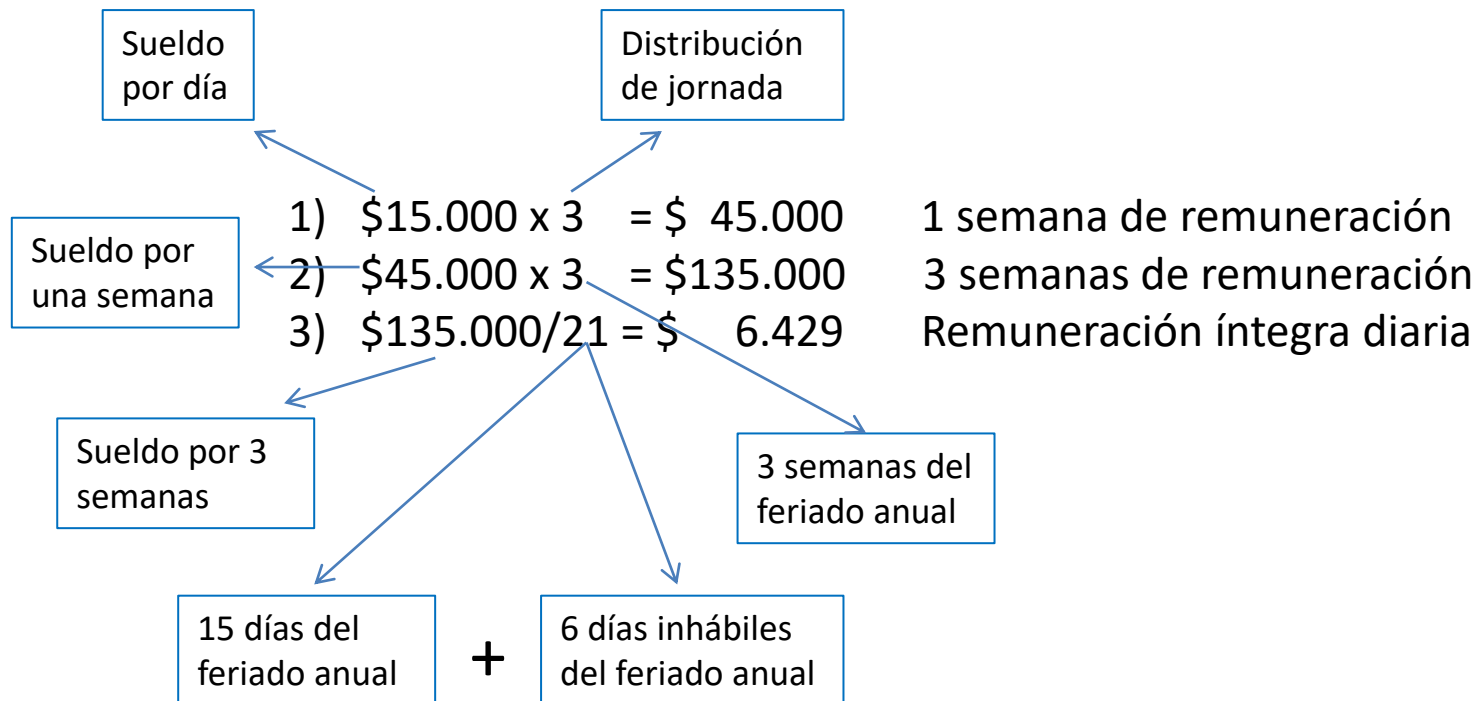 Sueldo
por día
Distribución
de jornada
1) $15.000 x 3 = $ 45.000 1 semana de remuneración
Sueldo por
una semana
2) $45.000 x 3 = $135.000 3 semanas de remuneración
3) $135.000/21 = $ 6.429 Remuneración íntegra diaria
Sueldo por 3
semanas
3 semanas del
feriado anual
15 días del
feriado anual
+
6 días inhábiles
del feriado anual